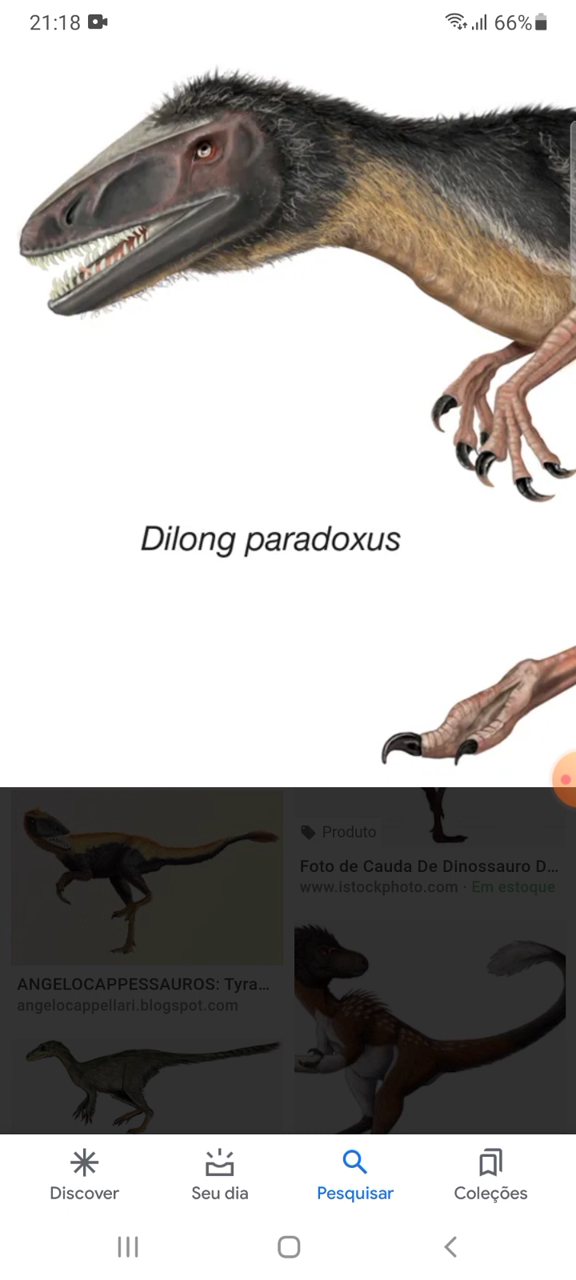 21:18
66%
Dilong paradoxus
Produto
Foto de Cauda De Dinossauro D...
www.istockphoto.com · Em estoque
ANGELOCAPPESSAUROS: Tyra...
angelocappellari.blogspot.com
Discover
Seu dia
Pesquisar
Coleções